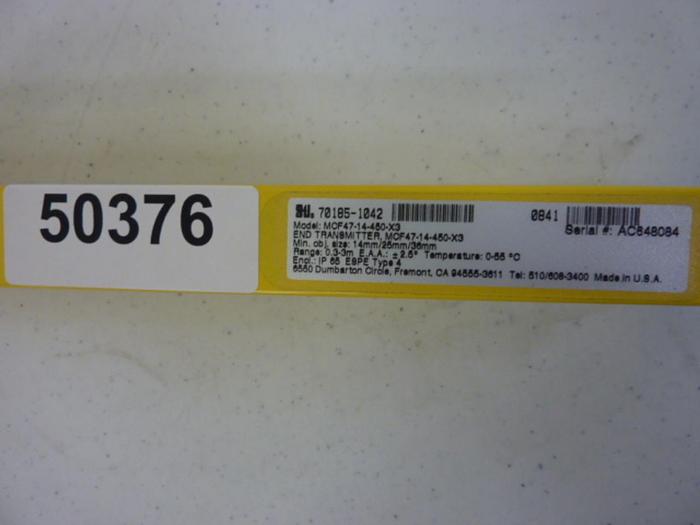 50376
STI. 70185-1042 0841
Model: MCF47-14-450-X3 Serial #: AC648084
END TRANSMITTER, MCF47-14-450-X3
Min. obj. size: 14mm/25mm/36mm
Range: 0.3-3m E.A.A.: ± 2.5° Temperature: 0-55 °C
Encl.: IP 65 ESPE Type 4
6550 Dumbarton Circle, Fremont, CA 94555-3611 Tel: 510/608-3400 Made in U.S.A.